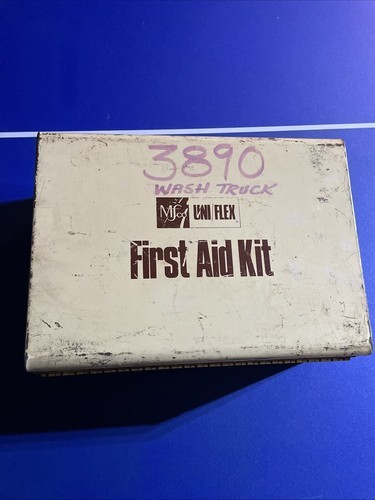 3890
WASH TRUCK
UNI FLEX
First Aid Kit